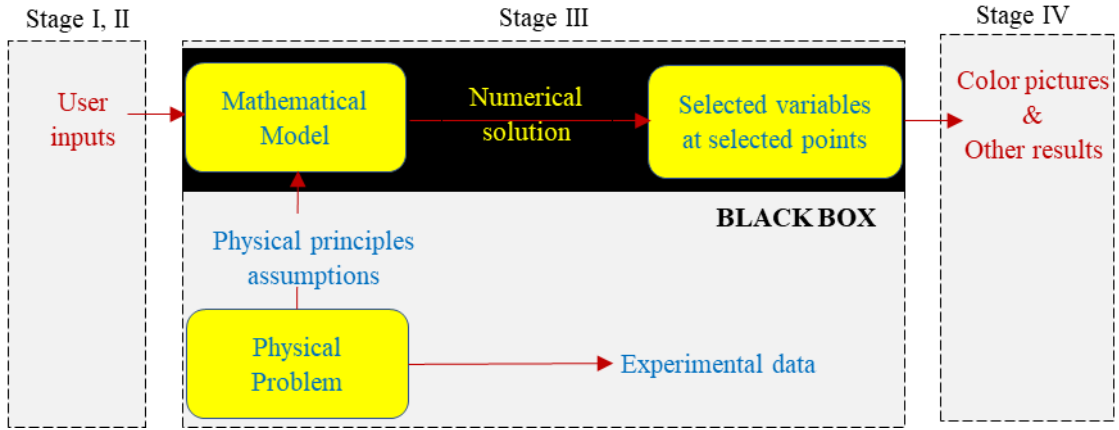 Stage I, II
Stage III
Stage IV
User
inputs
Mathematical
Model
Numerical
solution
Selected variables
at selected points
Color pictures
&
Other results
BLACK BOX
Physical principles
assumptions
Physical
Problem
Experimental data